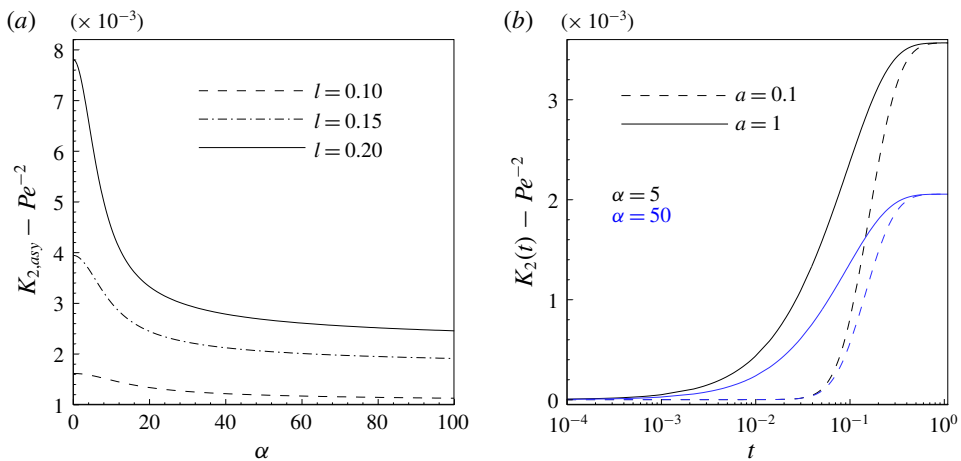 (a)
(× 10⁻³)
8
7
6
5
4
3
2
1
K₂,asy − Pe⁻²
l = 0.10
l = 0.15
l = 0.20
0 20 40 60 80 100
α
(b)
(× 10⁻³)
3
2
1
0
K₂(t) − Pe⁻²
a = 0.1
a = 1
α = 5
α = 50
10⁻⁴ 10⁻³ 10⁻² 10⁻¹ 10⁰
t